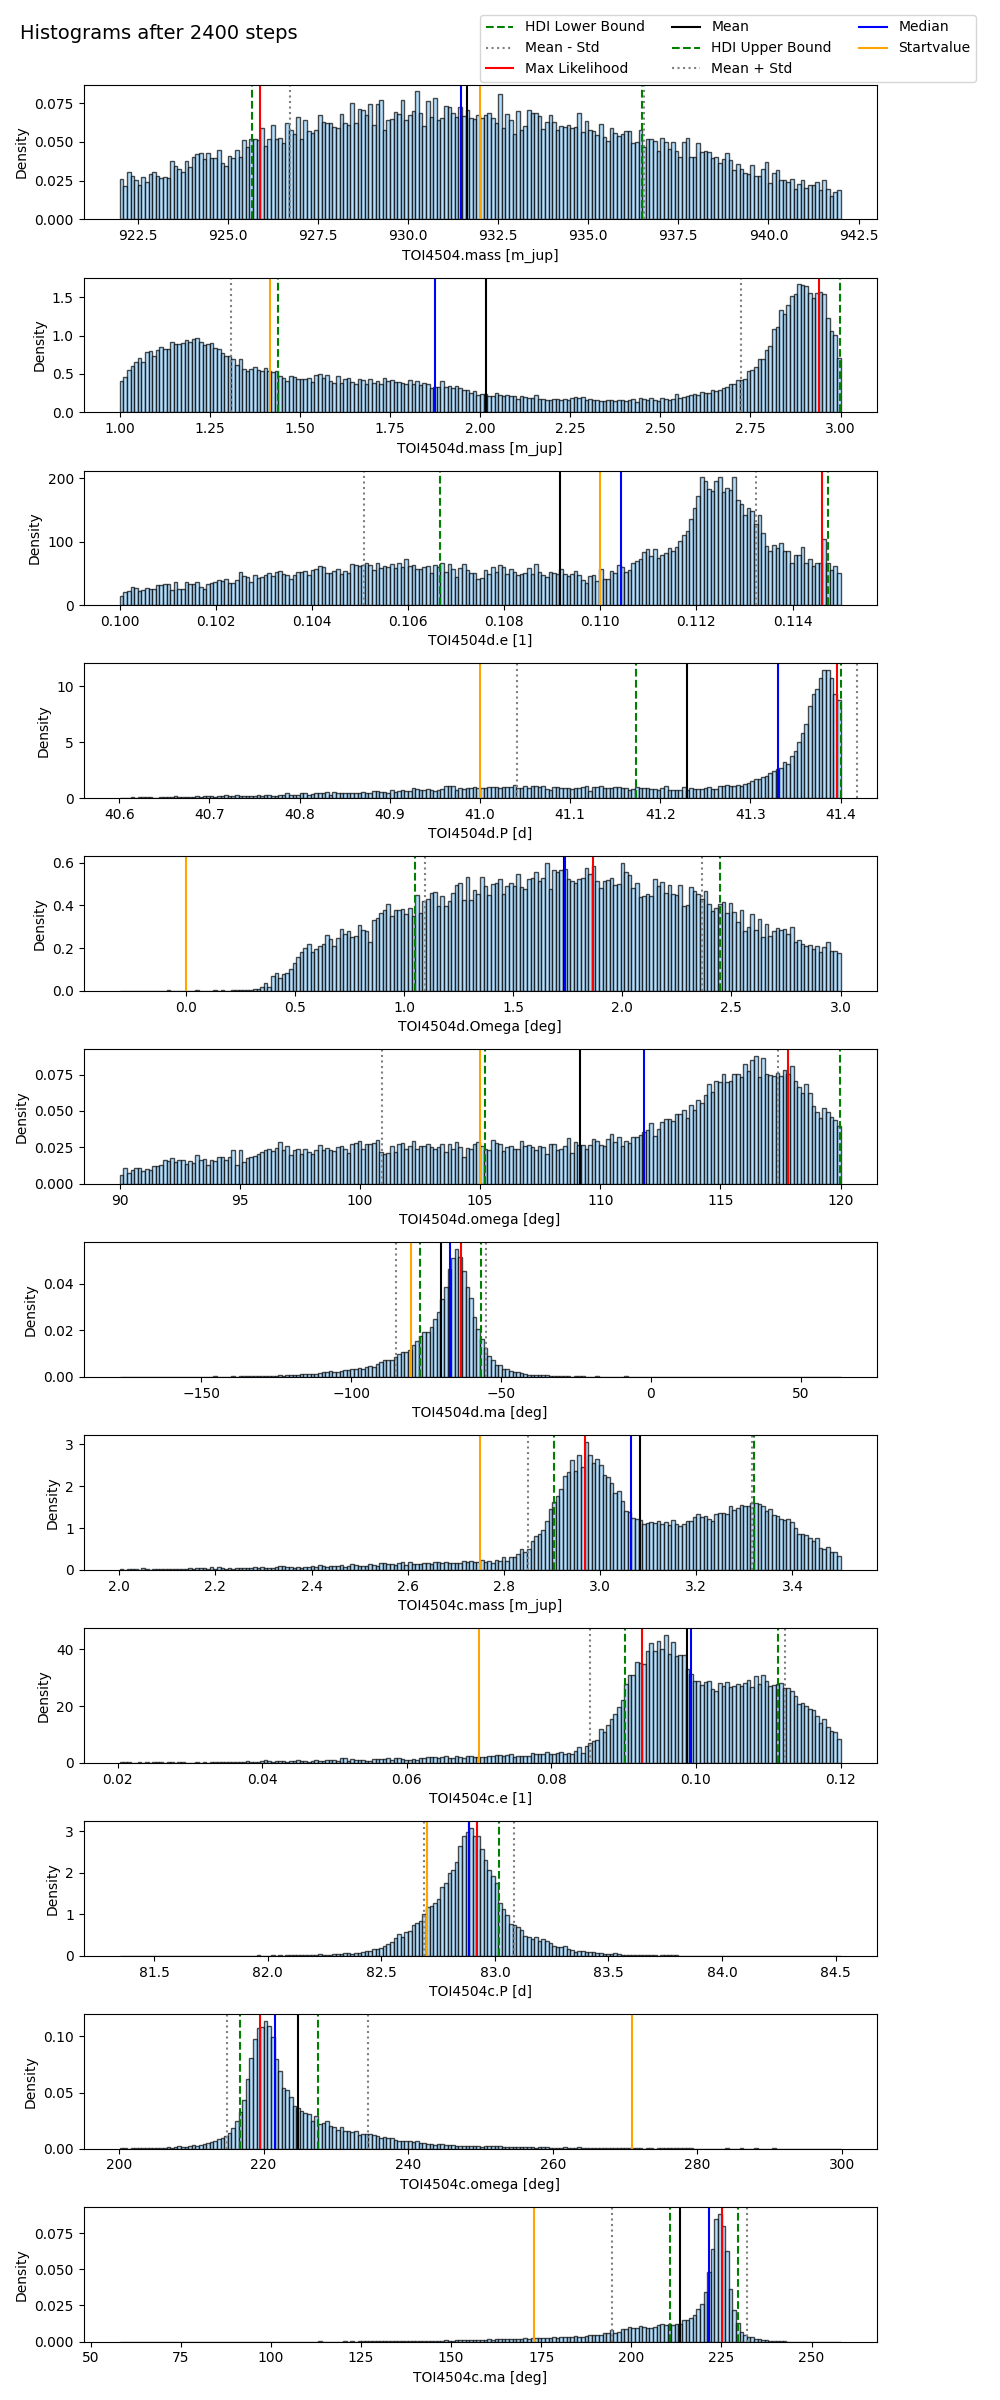 Histograms after 2400 steps
HDI Lower Bound Mean Median
Mean - Std HDI Upper Bound Startvalue
Max Likelihood Mean + Std
0.075
0.050
0.025
0.000
Density
922.5 925.0 927.5 930.0 932.5 935.0 937.5 940.0 942.5
TOI4504.mass [m_jup]
1.5
1.0
0.5
0.0
Density
1.00 1.25 1.50 1.75 2.00 2.25 2.50 2.75 3.00
TOI4504d.mass [m_jup]
200
100
0
Density
0.100 0.102 0.104 0.106 0.108 0.110 0.112 0.114
TOI4504d.e [1]
10
5
0
Density
40.6 40.7 40.8 40.9 41.0 41.1 41.2 41.3 41.4
TOI4504d.P [d]
0.6
0.4
0.2
0.0
Density
0.0 0.5 1.0 1.5 2.0 2.5 3.0
TOI4504d.Omega [deg]
0.075
0.050
0.025
0.000
Density
90 95 100 105 110 115 120
TOI4504d.omega [deg]
0.04
0.02
0.00
Density
−150 −100 −50 0 50
TOI4504d.ma [deg]
3
2
1
0
Density
2.0 2.2 2.4 2.6 2.8 3.0 3.2 3.4
TOI4504c.mass [m_jup]
40
20
0
Density
0.02 0.04 0.06 0.08 0.10 0.12
TOI4504c.e [1]
3
2
1
0
Density
81.5 82.0 82.5 83.0 83.5 84.0 84.5
TOI4504c.P [d]
0.10
0.05
0.00
Density
200 220 240 260 280 300
TOI4504c.omega [deg]
0.075
0.050
0.025
0.000
Density
50 75 100 125 150 175 200 225 250
TOI4504c.ma [deg]